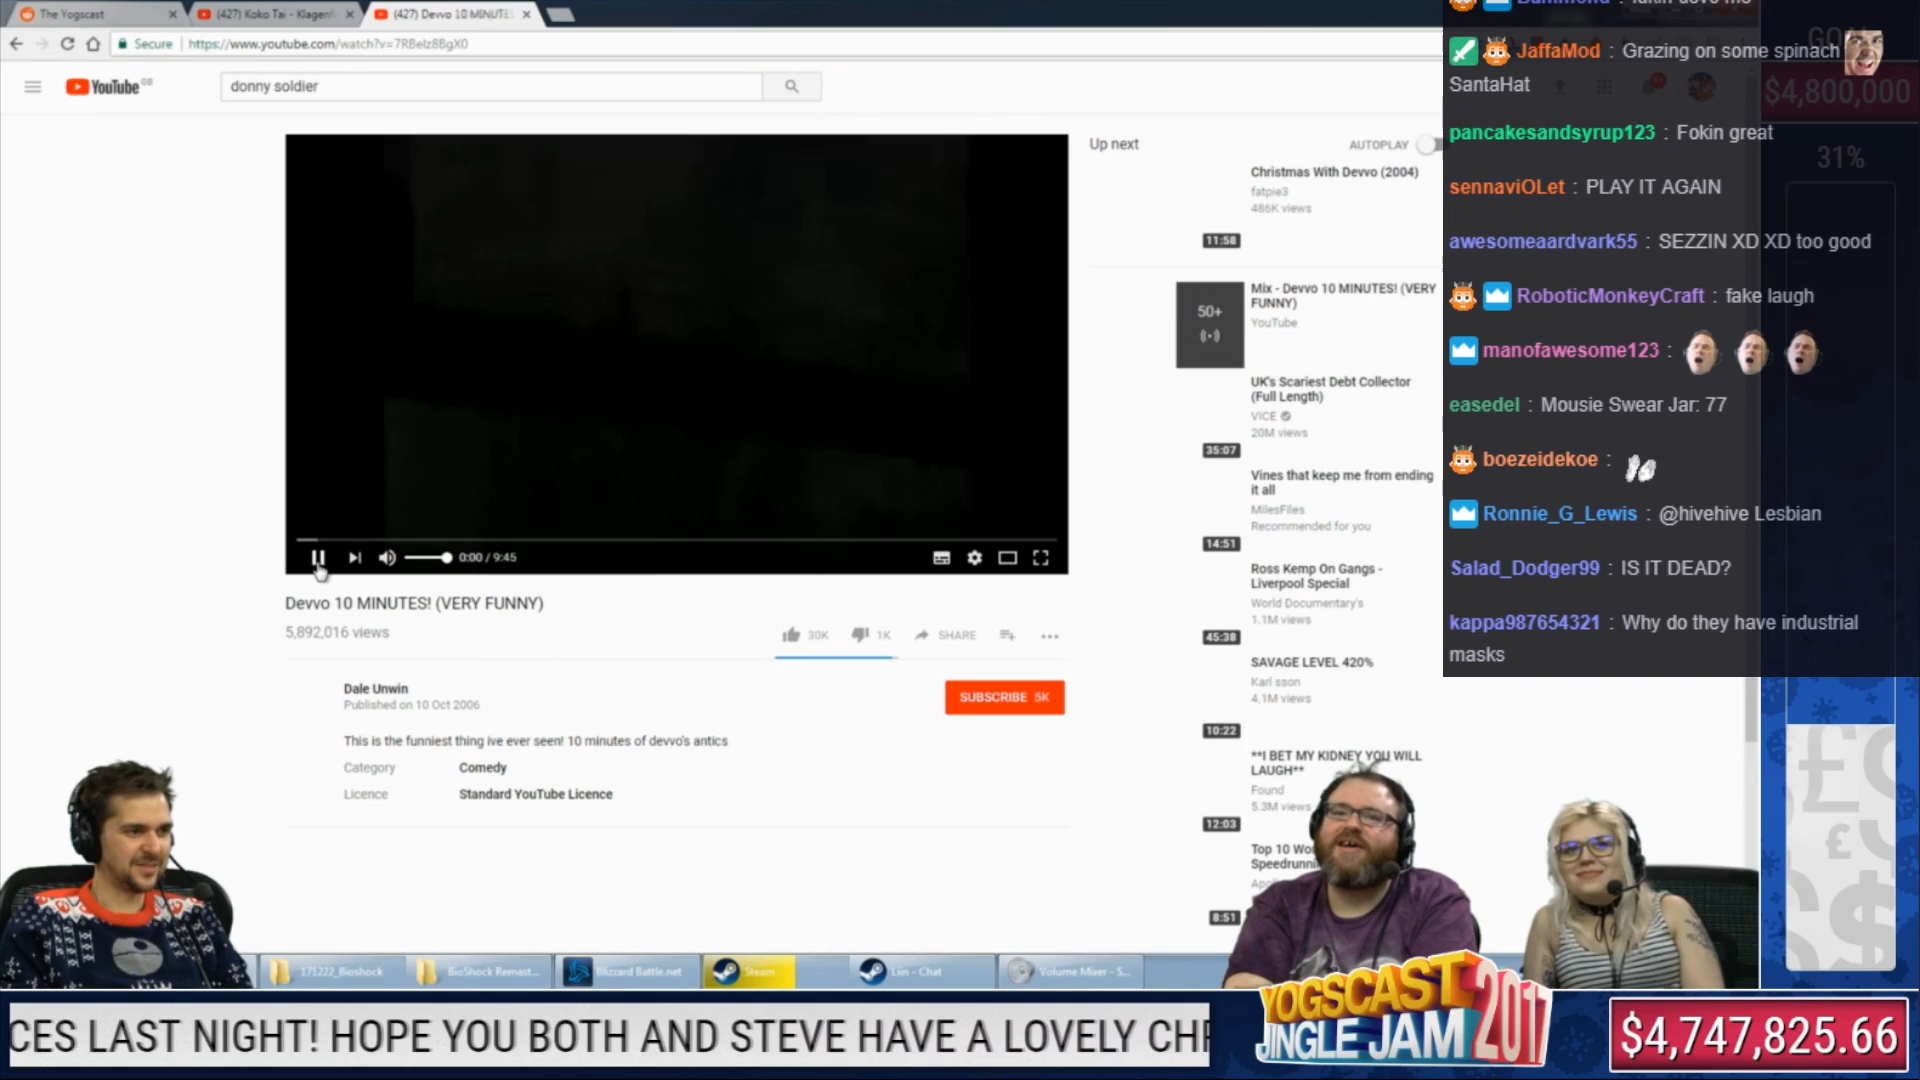 The Yogscast
(427) Koko Tai - Klagenf
(427) Devvo 10 MINUTES
Secure
https://www.youtube.com/watch?v=7RBelz8BgX0
YouTube GB
donny soldier
Up next
AUTOPLAY
Christmas With Devvo (2004)
fatpie3
486K views
11:58
50+
Mix - Devvo 10 MINUTES! (VERY
FUNNY)
YouTube
UK's Scariest Debt Collector
(Full Length)
VICE
20M views
35:07
Vines that keep me from ending
it all
MilesFiles
Recommended for you
14:51
Ross Kemp On Gangs -
Liverpool Special
World Documentary's
1.1M views
45:38
SAVAGE LEVEL 420%
Karl sson
4.1M views
10:22
**I BET MY KIDNEY YOU WILL
LAUGH**
Found
5.3M views
12:03
Top 10 Wo
Speedrunni
8:51
0:00 / 9:45
Devvo 10 MINUTES! (VERY FUNNY)
5,892,016 views
30K
1K
SHARE
Dale Unwin
Published on 10 Oct 2006
SUBSCRIBE 5K
This is the funniest thing ive ever seen! 10 minutes of devvo's antics
Category
Comedy
Licence
Standard YouTube Licence
JaffaMod : Grazing on some spinach
SantaHat
pancakesandsyrup123 : Fokin great
sennaviOLet : PLAY IT AGAIN
awesomeaardvark55 : SEZZIN XD XD too good
RoboticMonkeyCraft : fake laugh
manofawesome123 :
easedel : Mousie Swear Jar: 77
boezeidekoe :
Ronnie_G_Lewis : @hivehive Lesbian
Salad_Dodger99 : IS IT DEAD?
kappa987654321 : Why do they have industrial
masks
$4,800,000
31%
171222_Bioshock
BioShock Remast...
Blizzard Battle.net
Steam
Liin - Chat
Volume Mixer - S...
CES LAST NIGHT! HOPE YOU BOTH AND STEVE HAVE A LOVELY CH
YOGSCAST
JINGLE JAM 2017
$4,747,825.66